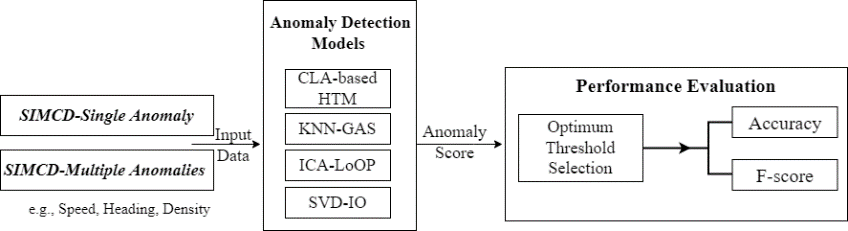 SIMCD-Single Anomaly
SIMCD-Multiple Anomalies
e.g., Speed, Heading, Density
Input
Data
Anomaly Detection
Models
CLA-based
HTM
KNN-GAS
ICA-LoOP
SVD-IO
Anomaly
Score
Performance Evaluation
Optimum
Threshold
Selection
Accuracy
F-score